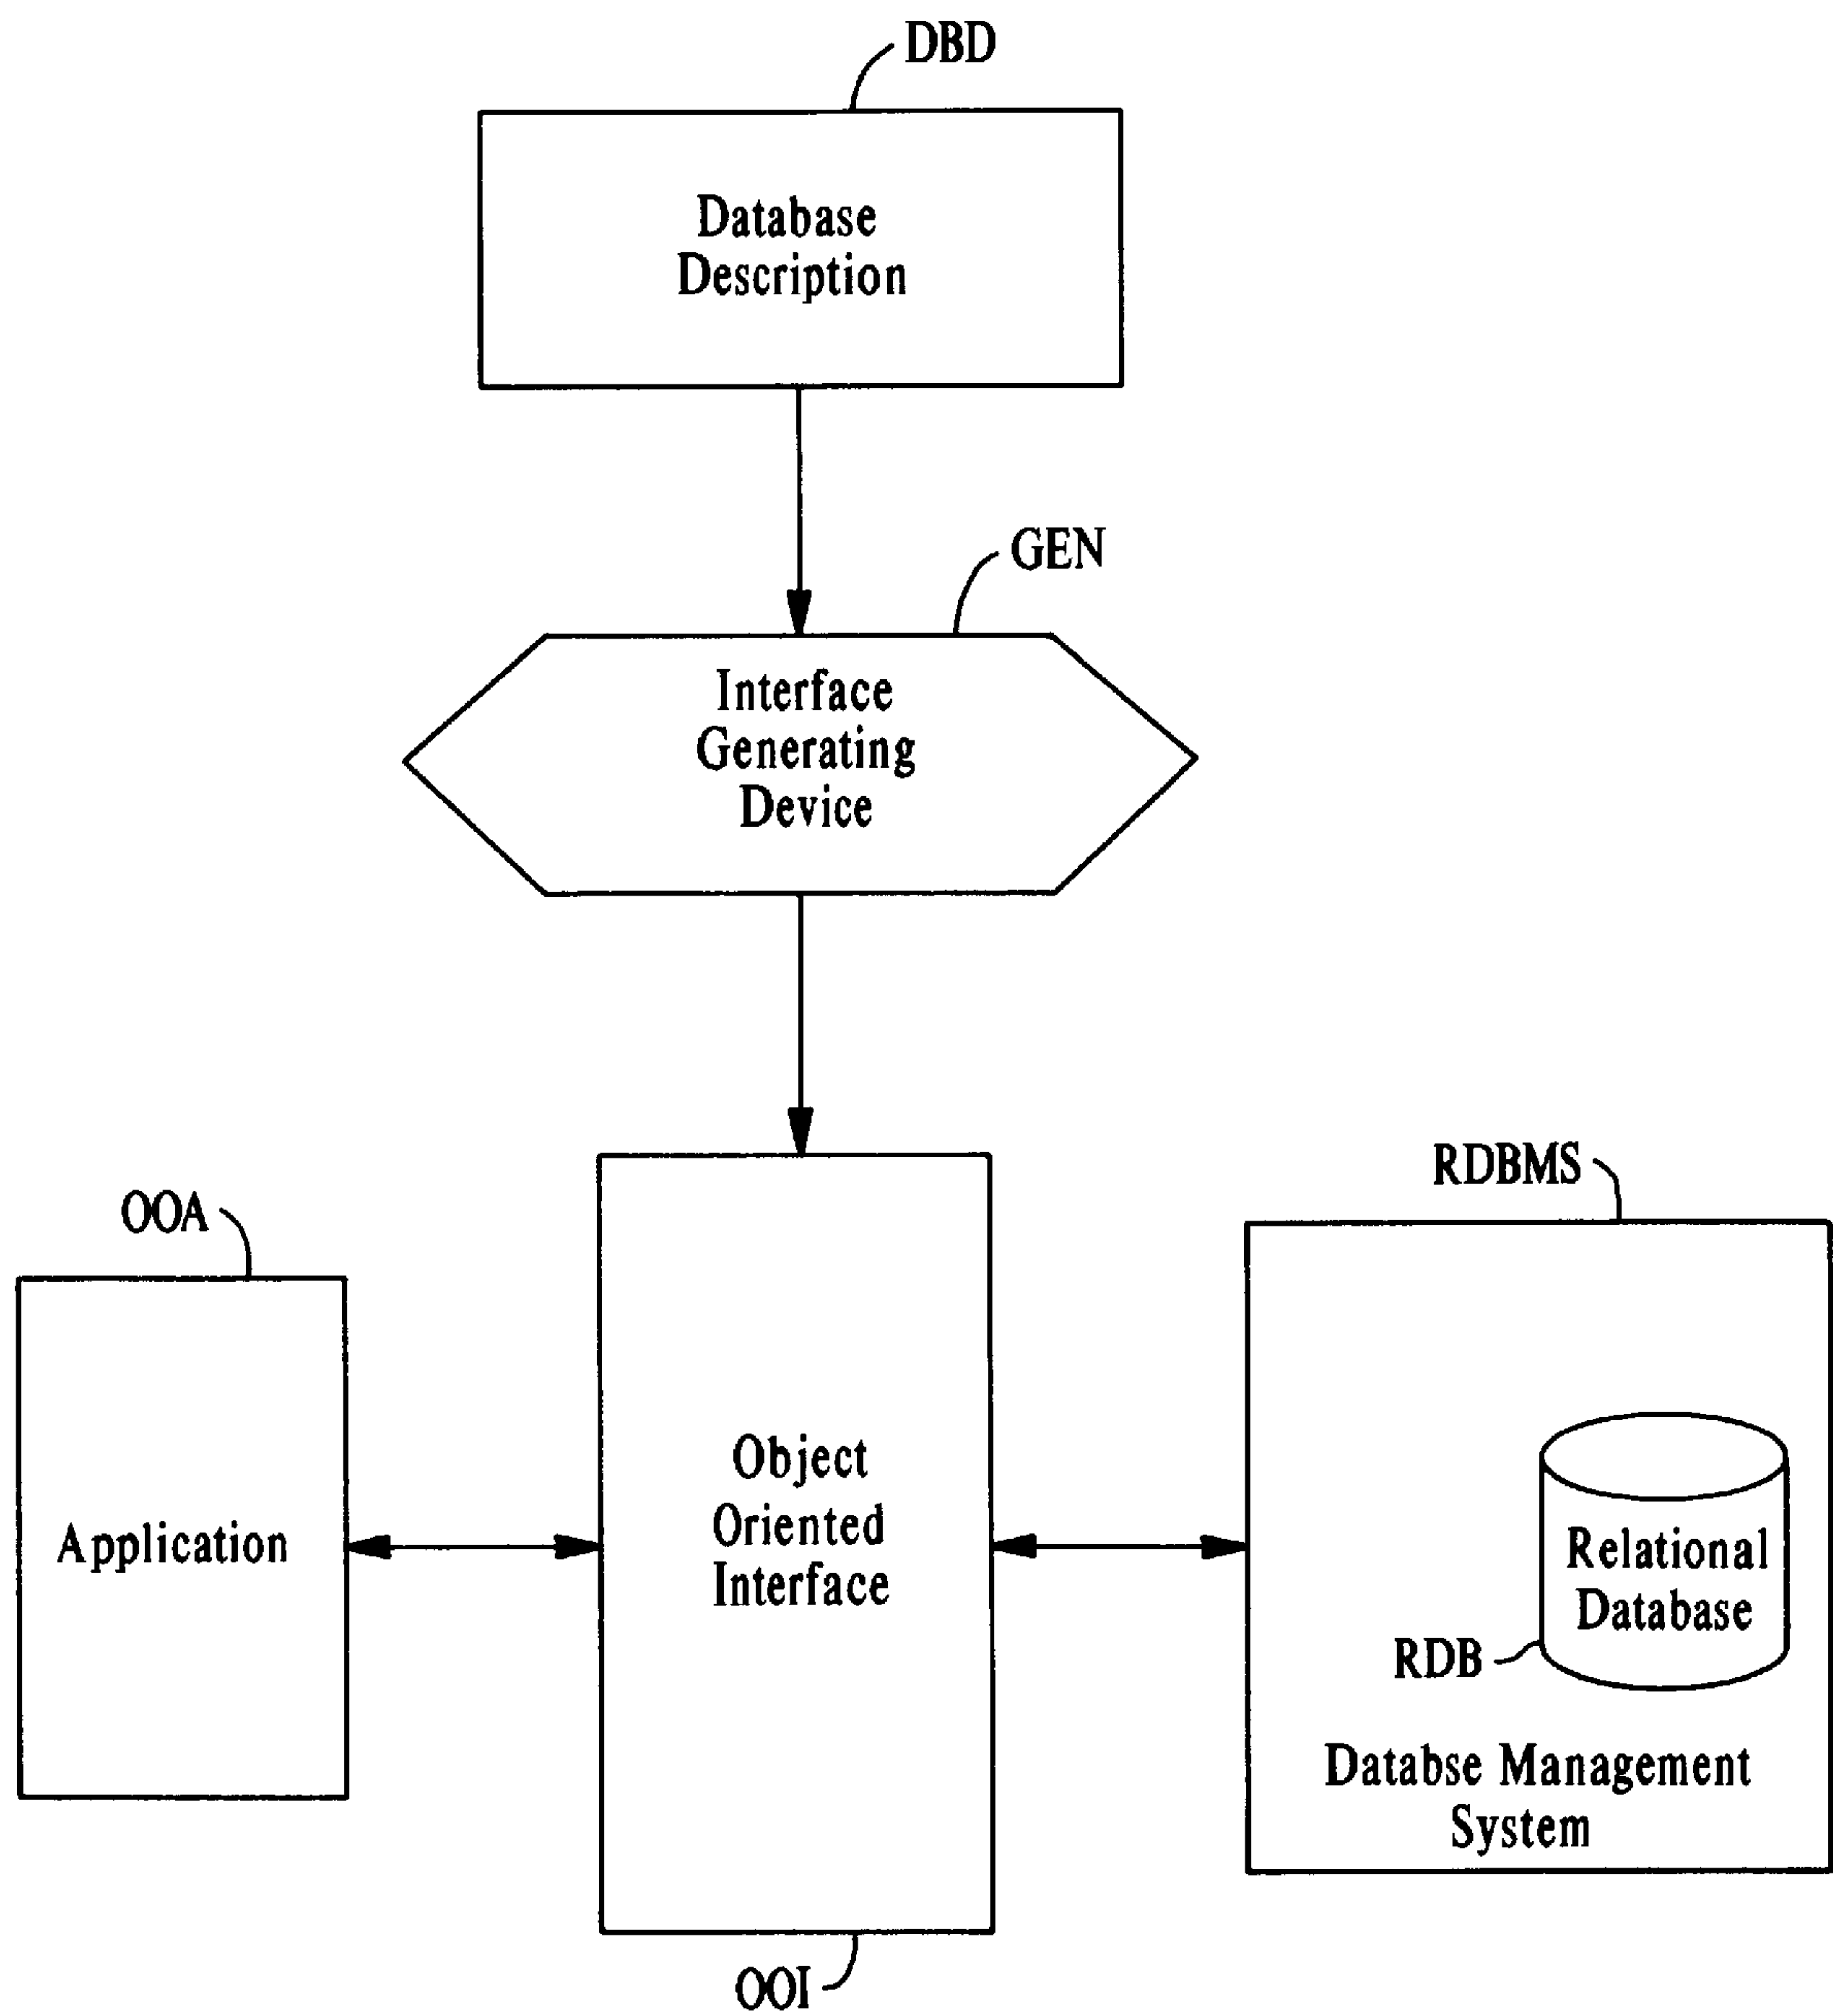 DBD
Database
Description
GEN
Interface
Generating
Device
RDBMS
OOA
Object
Oriented
Interface
Application
Relational
Database
RDB
Databse Management
System
OOI